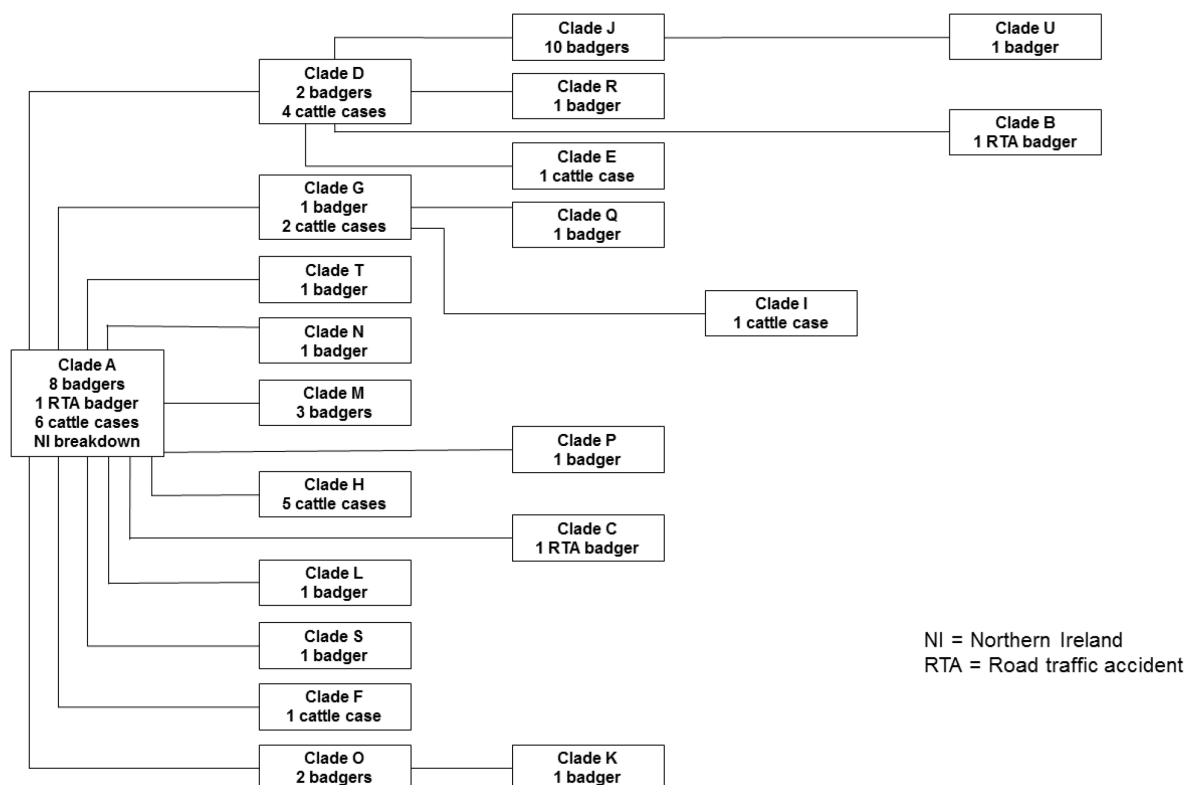 Clade J
10 badgers
Clade U
1 badger
Clade D
2 badgers
4 cattle cases
Clade R
1 badger
Clade B
1 RTA badger
Clade E
1 cattle case
Clade G
1 badger
2 cattle cases
Clade Q
1 badger
Clade T
1 badger
Clade I
1 cattle case
Clade N
1 badger
Clade A
8 badgers
1 RTA badger
6 cattle cases
NI breakdown
Clade M
3 badgers
Clade P
1 badger
Clade H
5 cattle cases
Clade C
1 RTA badger
Clade L
1 badger
Clade S
1 badger
NI = Northern Ireland
RTA = Road traffic accident
Clade F
1 cattle case
Clade O
2 badgers
Clade K
1 badger